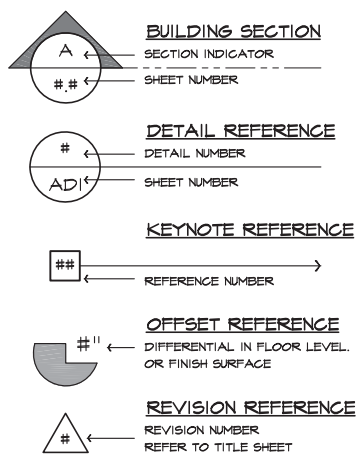 BUILDING SECTION
A
SECTION INDICATOR
#.#
SHEET NUMBER
DETAIL REFERENCE
#
DETAIL NUMBER
AD1
SHEET NUMBER
KEYNOTE REFERENCE
##
REFERENCE NUMBER
OFFSET REFERENCE
#"
DIFFERENTIAL IN FLOOR LEVEL.
OR FINISH SURFACE
REVISION REFERENCE
REVISION NUMBER
#
REFER TO TITLE SHEET